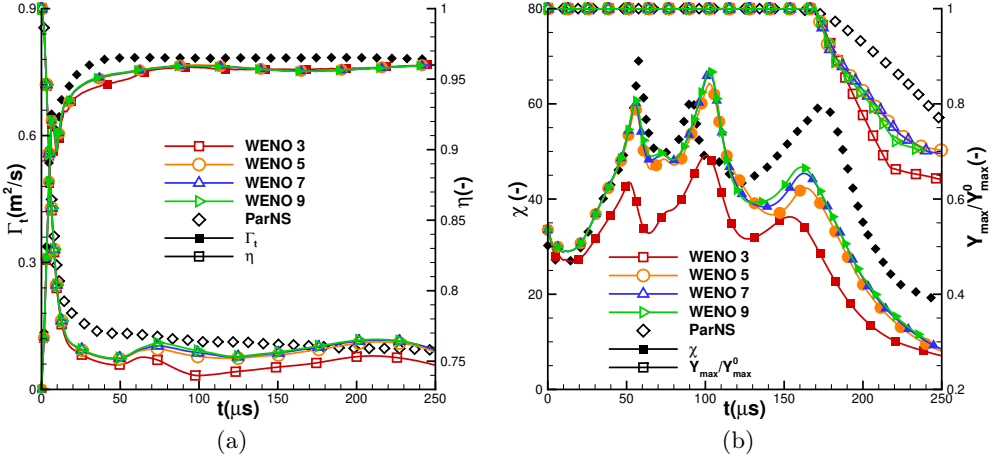 0.9
0.6
0.3
0
Γt(m²/s)
1
0.95
0.9
0.85
0.8
0.75
η(-)
WENO 3
WENO 5
WENO 7
WENO 9
ParNS
Γt
η
0 50 100 150 200 250
t(μs)
(a)
80
60
40
20
0
χ (-)
1
0.8
0.6
0.4
0.2
Ymax/Y⁰max(-)
WENO 3
WENO 5
WENO 7
WENO 9
ParNS
χ
Ymax/Y⁰max
0 50 100 150 200 250
t(μs)
(b)